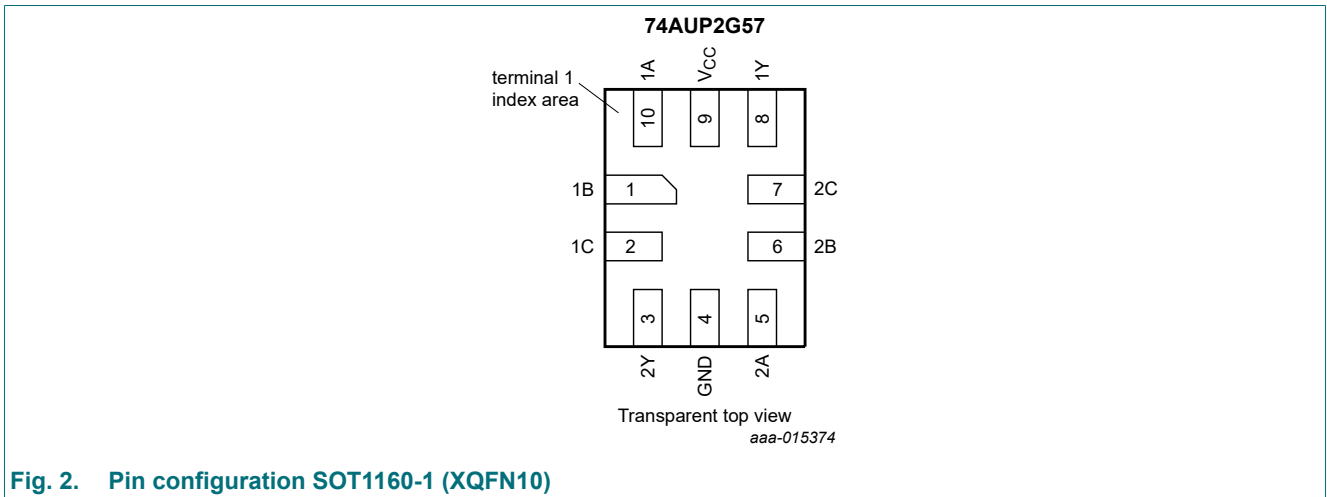 74AUP2G57
terminal 1
index area
1A
VCC
1Y
10
9
8
1B
1
7
2C
1C
2
6
2B
3
4
5
2Y
GND
2A
Transparent top view
aaa-015374
Fig. 2. Pin configuration SOT1160-1 (XQFN10)